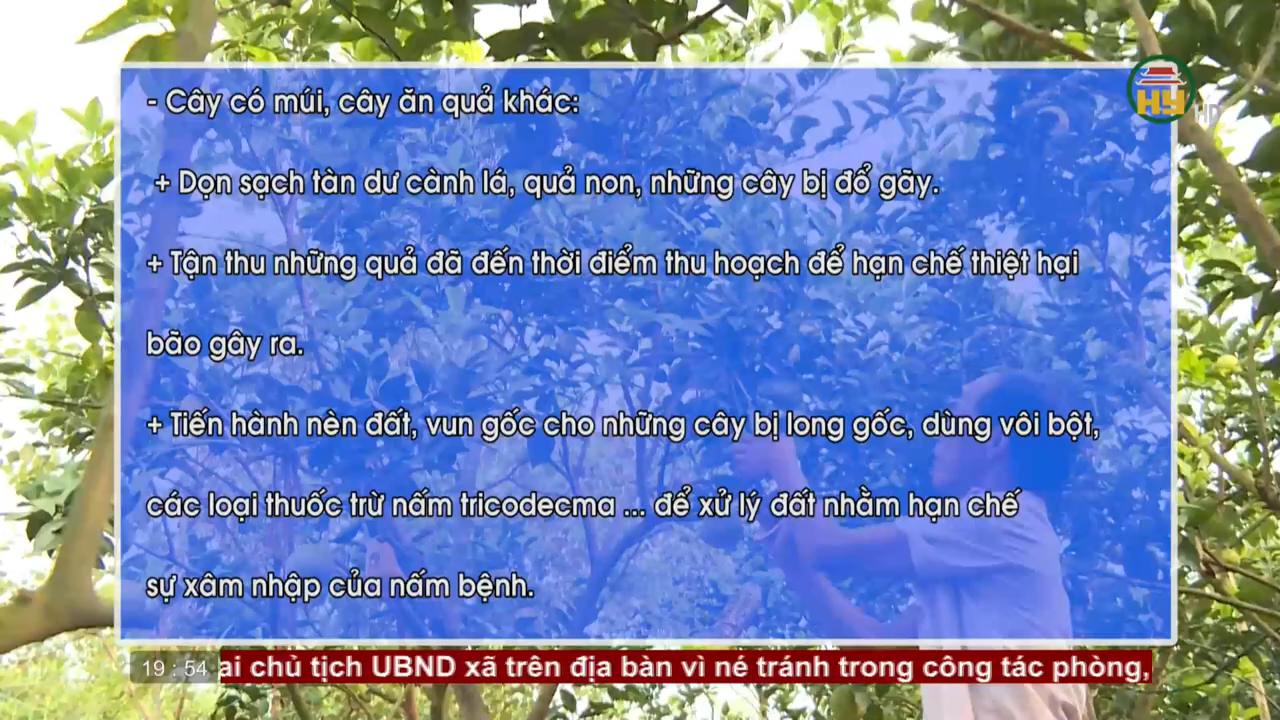 - Cây có múi, cây ăn quả khác:
+ Dọn sạch tàn dư cành lá, quả non, những cây bị đổ gãy.
+ Tận thu những quả đã đến thời điểm thu hoạch để hạn chế thiệt hại
bão gây ra.
+ Tiến hành nèn đất, vun gốc cho những cây bị long gốc, dùng vôi bột,
các loại thuốc trừ nấm tricodecma ... để xử lý đất nhằm hạn chế
sự xâm nhập của nấm bệnh.
HY HD
19 : 54 ai chủ tịch UBND xã trên địa bàn vì né tránh trong công tác phòng,